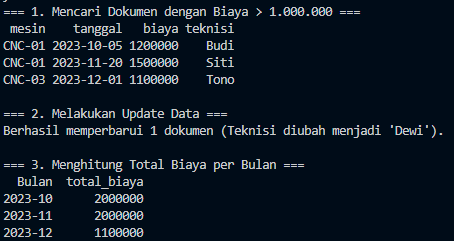 === 1. Mencari Dokumen dengan Biaya > 1.000.000 ===
 mesin    tanggal   biaya teknisi
CNC-01 2023-10-05 1200000    Budi
CNC-01 2023-11-20 1500000    Siti
CNC-03 2023-12-01 1100000    Tono
=== 2. Melakukan Update Data ===
Berhasil memperbarui 1 dokumen (Teknisi diubah menjadi 'Dewi').
=== 3. Menghitung Total Biaya per Bulan ===
  Bulan  total_biaya
2023-10      2000000
2023-11      2000000
2023-12      1100000